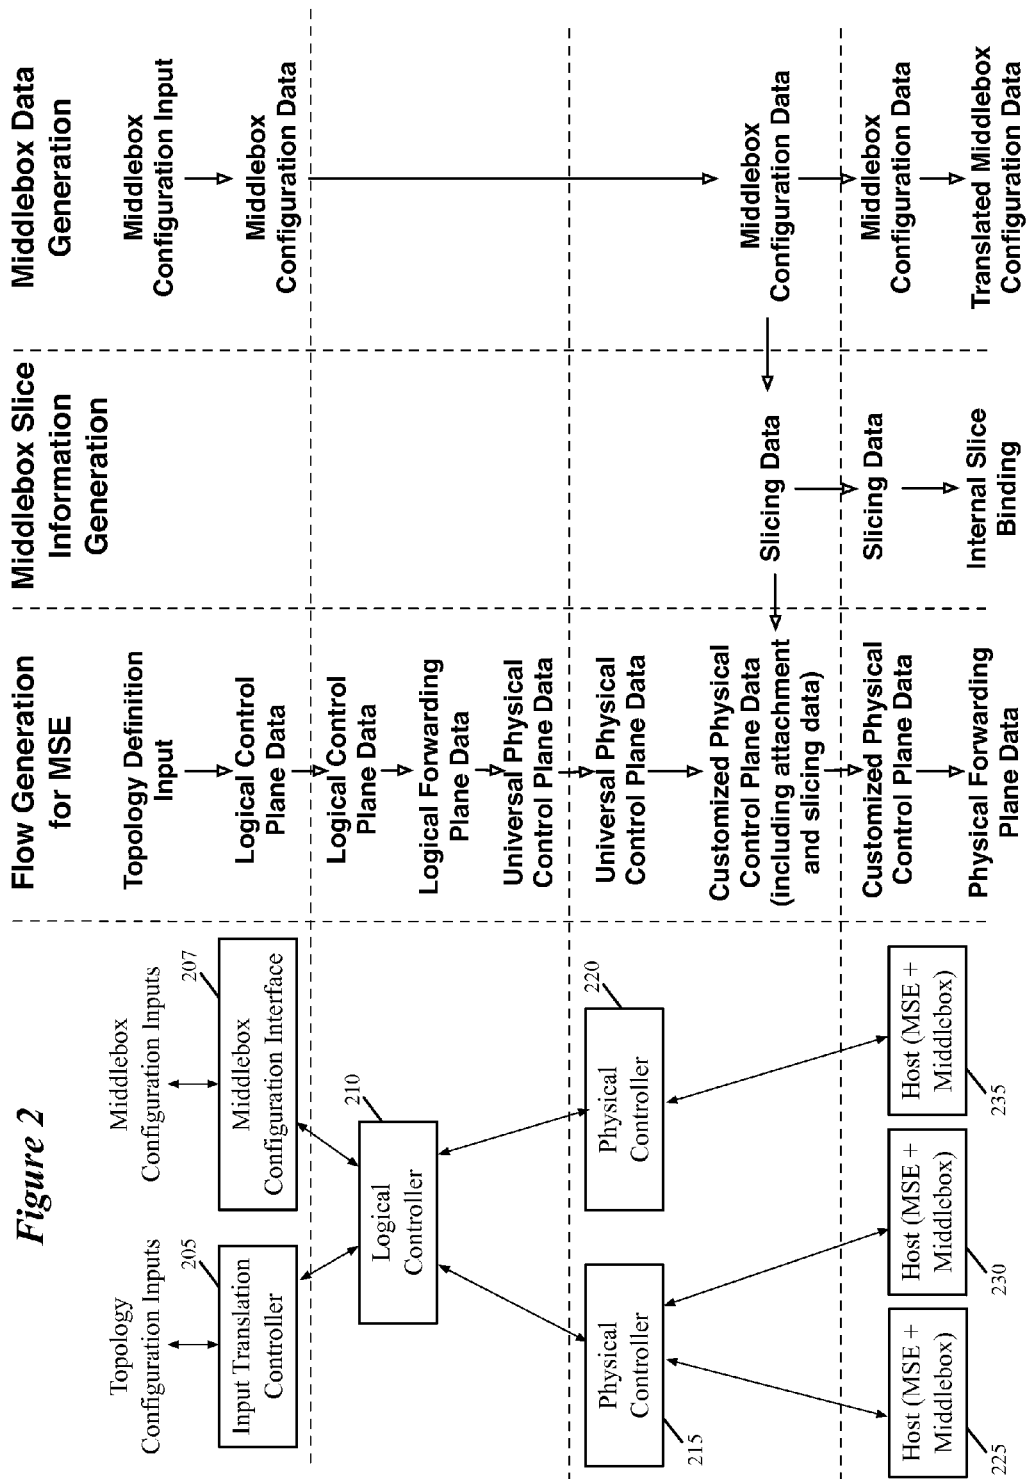 Figure 2
Topology
Configuration Inputs
Middlebox
Configuration Inputs
205
Input Translation
Controller
207
Middlebox
Configuration Interface
210
Logical
Controller
Physical
Controller
215
220
Physical
Controller
Host (MSE +
Middlebox)
225
Host (MSE +
Middlebox)
230
Host (MSE +
Middlebox)
235
Flow Generation
for MSE
Topology Definition
Input
Logical Control
Plane Data
Logical Control
Plane Data
Logical Forwarding
Plane Data
Universal Physical
Control Plane Data
Universal Physical
Control Plane Data
Customized Physical
Control Plane Data
(including attachment
and slicing data)
Customized Physical
Control Plane Data
Physical Forwarding
Plane Data
Middlebox Slice
Information
Generation
Slicing Data
Slicing Data
Internal Slice
Binding
Middlebox Data
Generation
Middlebox
Configuration Input
Middlebox
Configuration Data
Middlebox
Configuration Data
Middlebox
Configuration Data
Translated Middlebox
Configuration Data